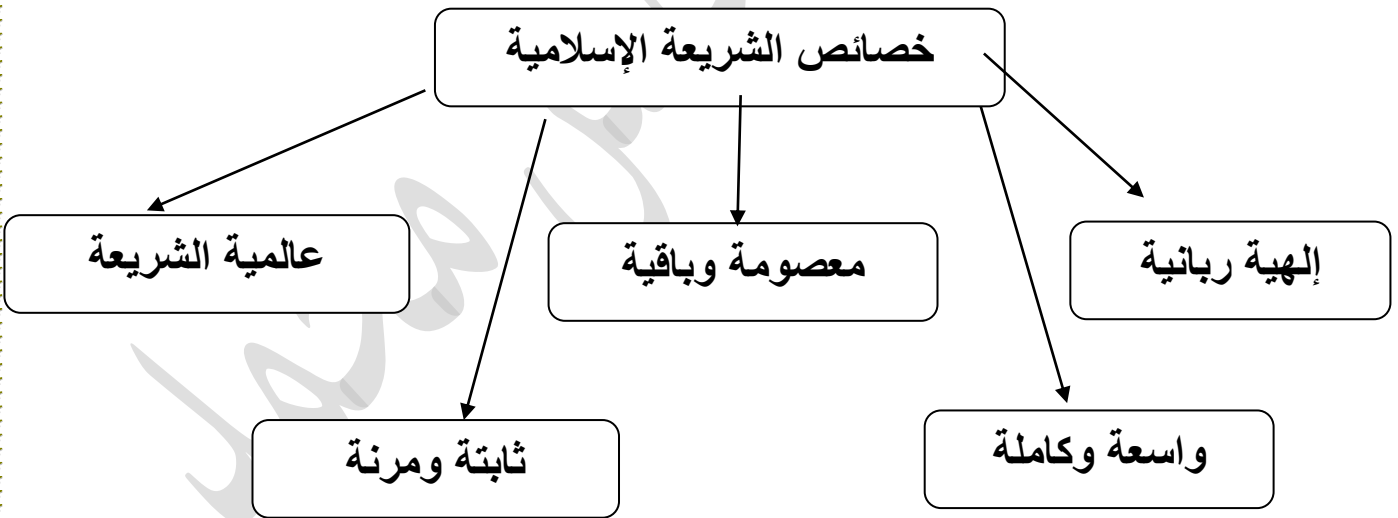 خصائص الشريعة الإسلامية
إلهية ربانية
معصومة وباقية
عالمية الشريعة
واسعة وكاملة
ثابتة ومرنة